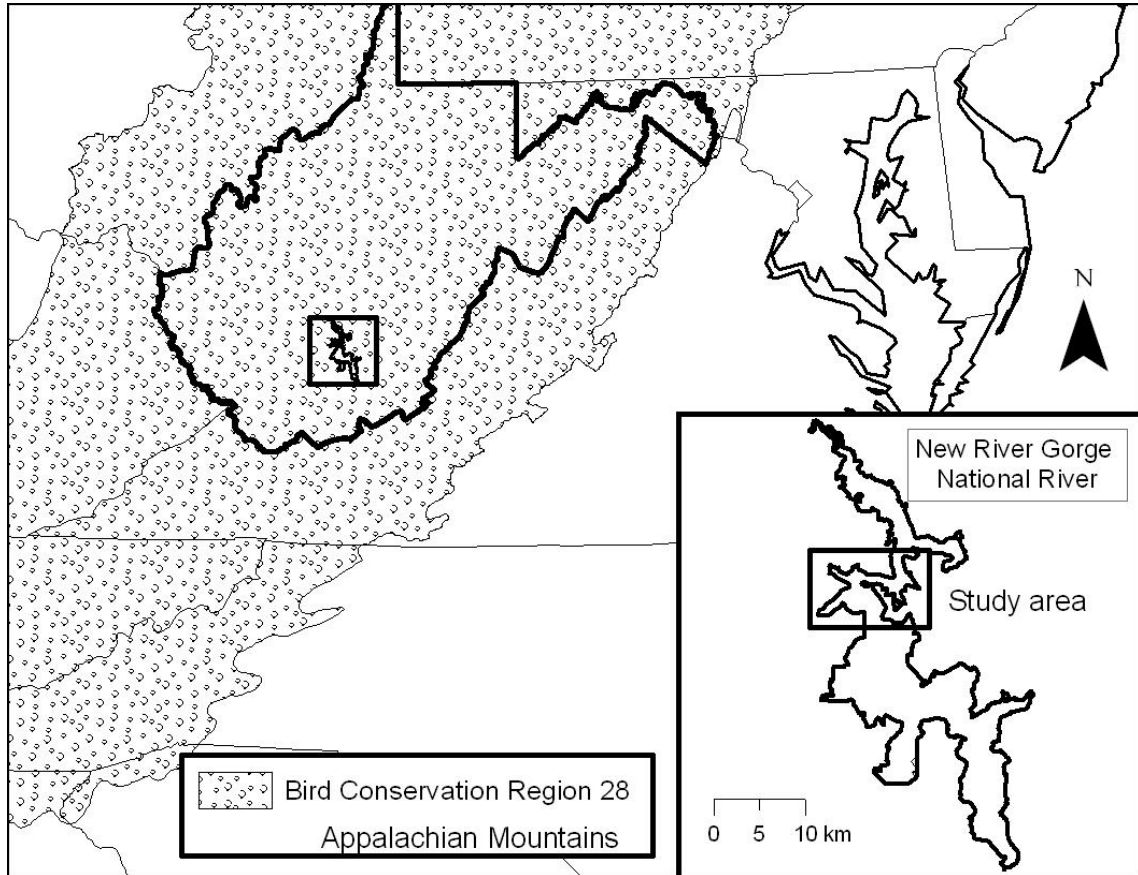 N
New River Gorge
National River
Study area
Bird Conservation Region 28
Appalachian Mountains
0 5 10 km